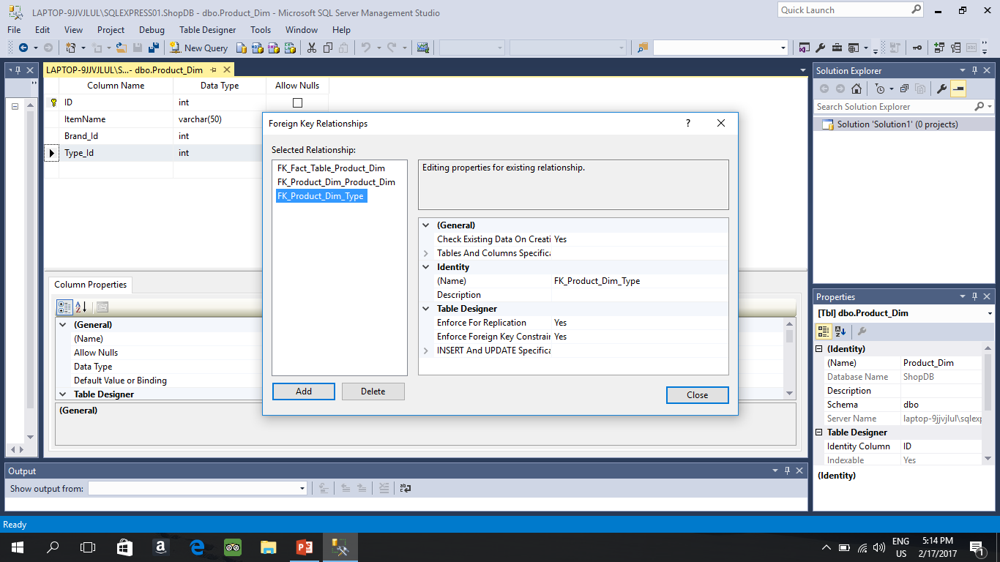 LAPTOP-9JJVJLUL\SQLEXPRESS01.ShopDB - dbo.Product_Dim - Microsoft SQL Server Management Studio
Quick Launch
File Edit View Project Debug Table Designer Tools Window Help
New Query
LAPTOP-9JJVJLUL\S...- dbo.Product_Dim
Column Name Data Type Allow Nulls
ID int
ItemName varchar(50)
Brand_Id int
Type_Id int
Foreign Key Relationships
Selected Relationship:
FK_Fact_Table_Product_Dim
FK_Product_Dim_Product_Dim
FK_Product_Dim_Type
Editing properties for existing relationship.
(General)
Check Existing Data On Creati Yes
Tables And Columns Specifica
Identity
(Name) FK_Product_Dim_Type
Description
Table Designer
Enforce For Replication Yes
Enforce Foreign Key Constrain Yes
INSERT And UPDATE Specifica
Add
Delete
Close
Column Properties
(General)
(Name)
Allow Nulls
Data Type
Default Value or Binding
Table Designer
(General)
Solution Explorer
Search Solution Explorer
Solution 'Solution1' (0 projects)
Properties
[Tbl] dbo.Product_Dim
(Identity)
(Name) Product_Dim
Database Name ShopDB
Description
Schema dbo
Server Name laptop-9jjvjlul\sqlexp
Table Designer
Identity Column ID
Indexable Yes
(Identity)
Output
Show output from:
Ready
ENG
US
5:14 PM
2/17/2017
1